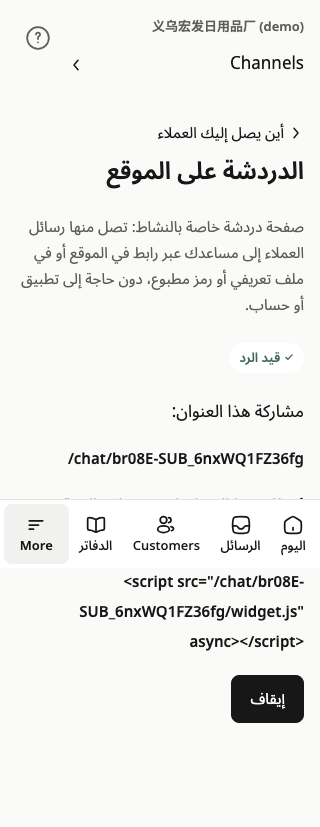 义乌宏发日用品厂 (demo)
Channels
أين يصل إليك العملاء
الدردشة على الموقع
صفحة دردشة خاصة بالنشاط: تصل منها رسائل
العملاء إلى مساعدك عبر رابط في الموقع أو في
ملف تعريفي أو رمز مطبوع، دون حاجة إلى تطبيق
أو حساب.
قيد الرد
مشاركة هذا العنوان:
/chat/br08E-SUB_6nxWQ1FZ36fg
اليوم
الرسائل
Customers
الدفاتر
More
<script src="/chat/br08E-
SUB_6nxWQ1FZ36fg/widget.js"
async></script>
إيقاف